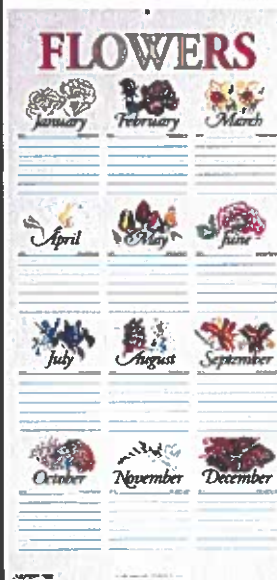 FLOWERS
January February March
April May June
July August September
October November December